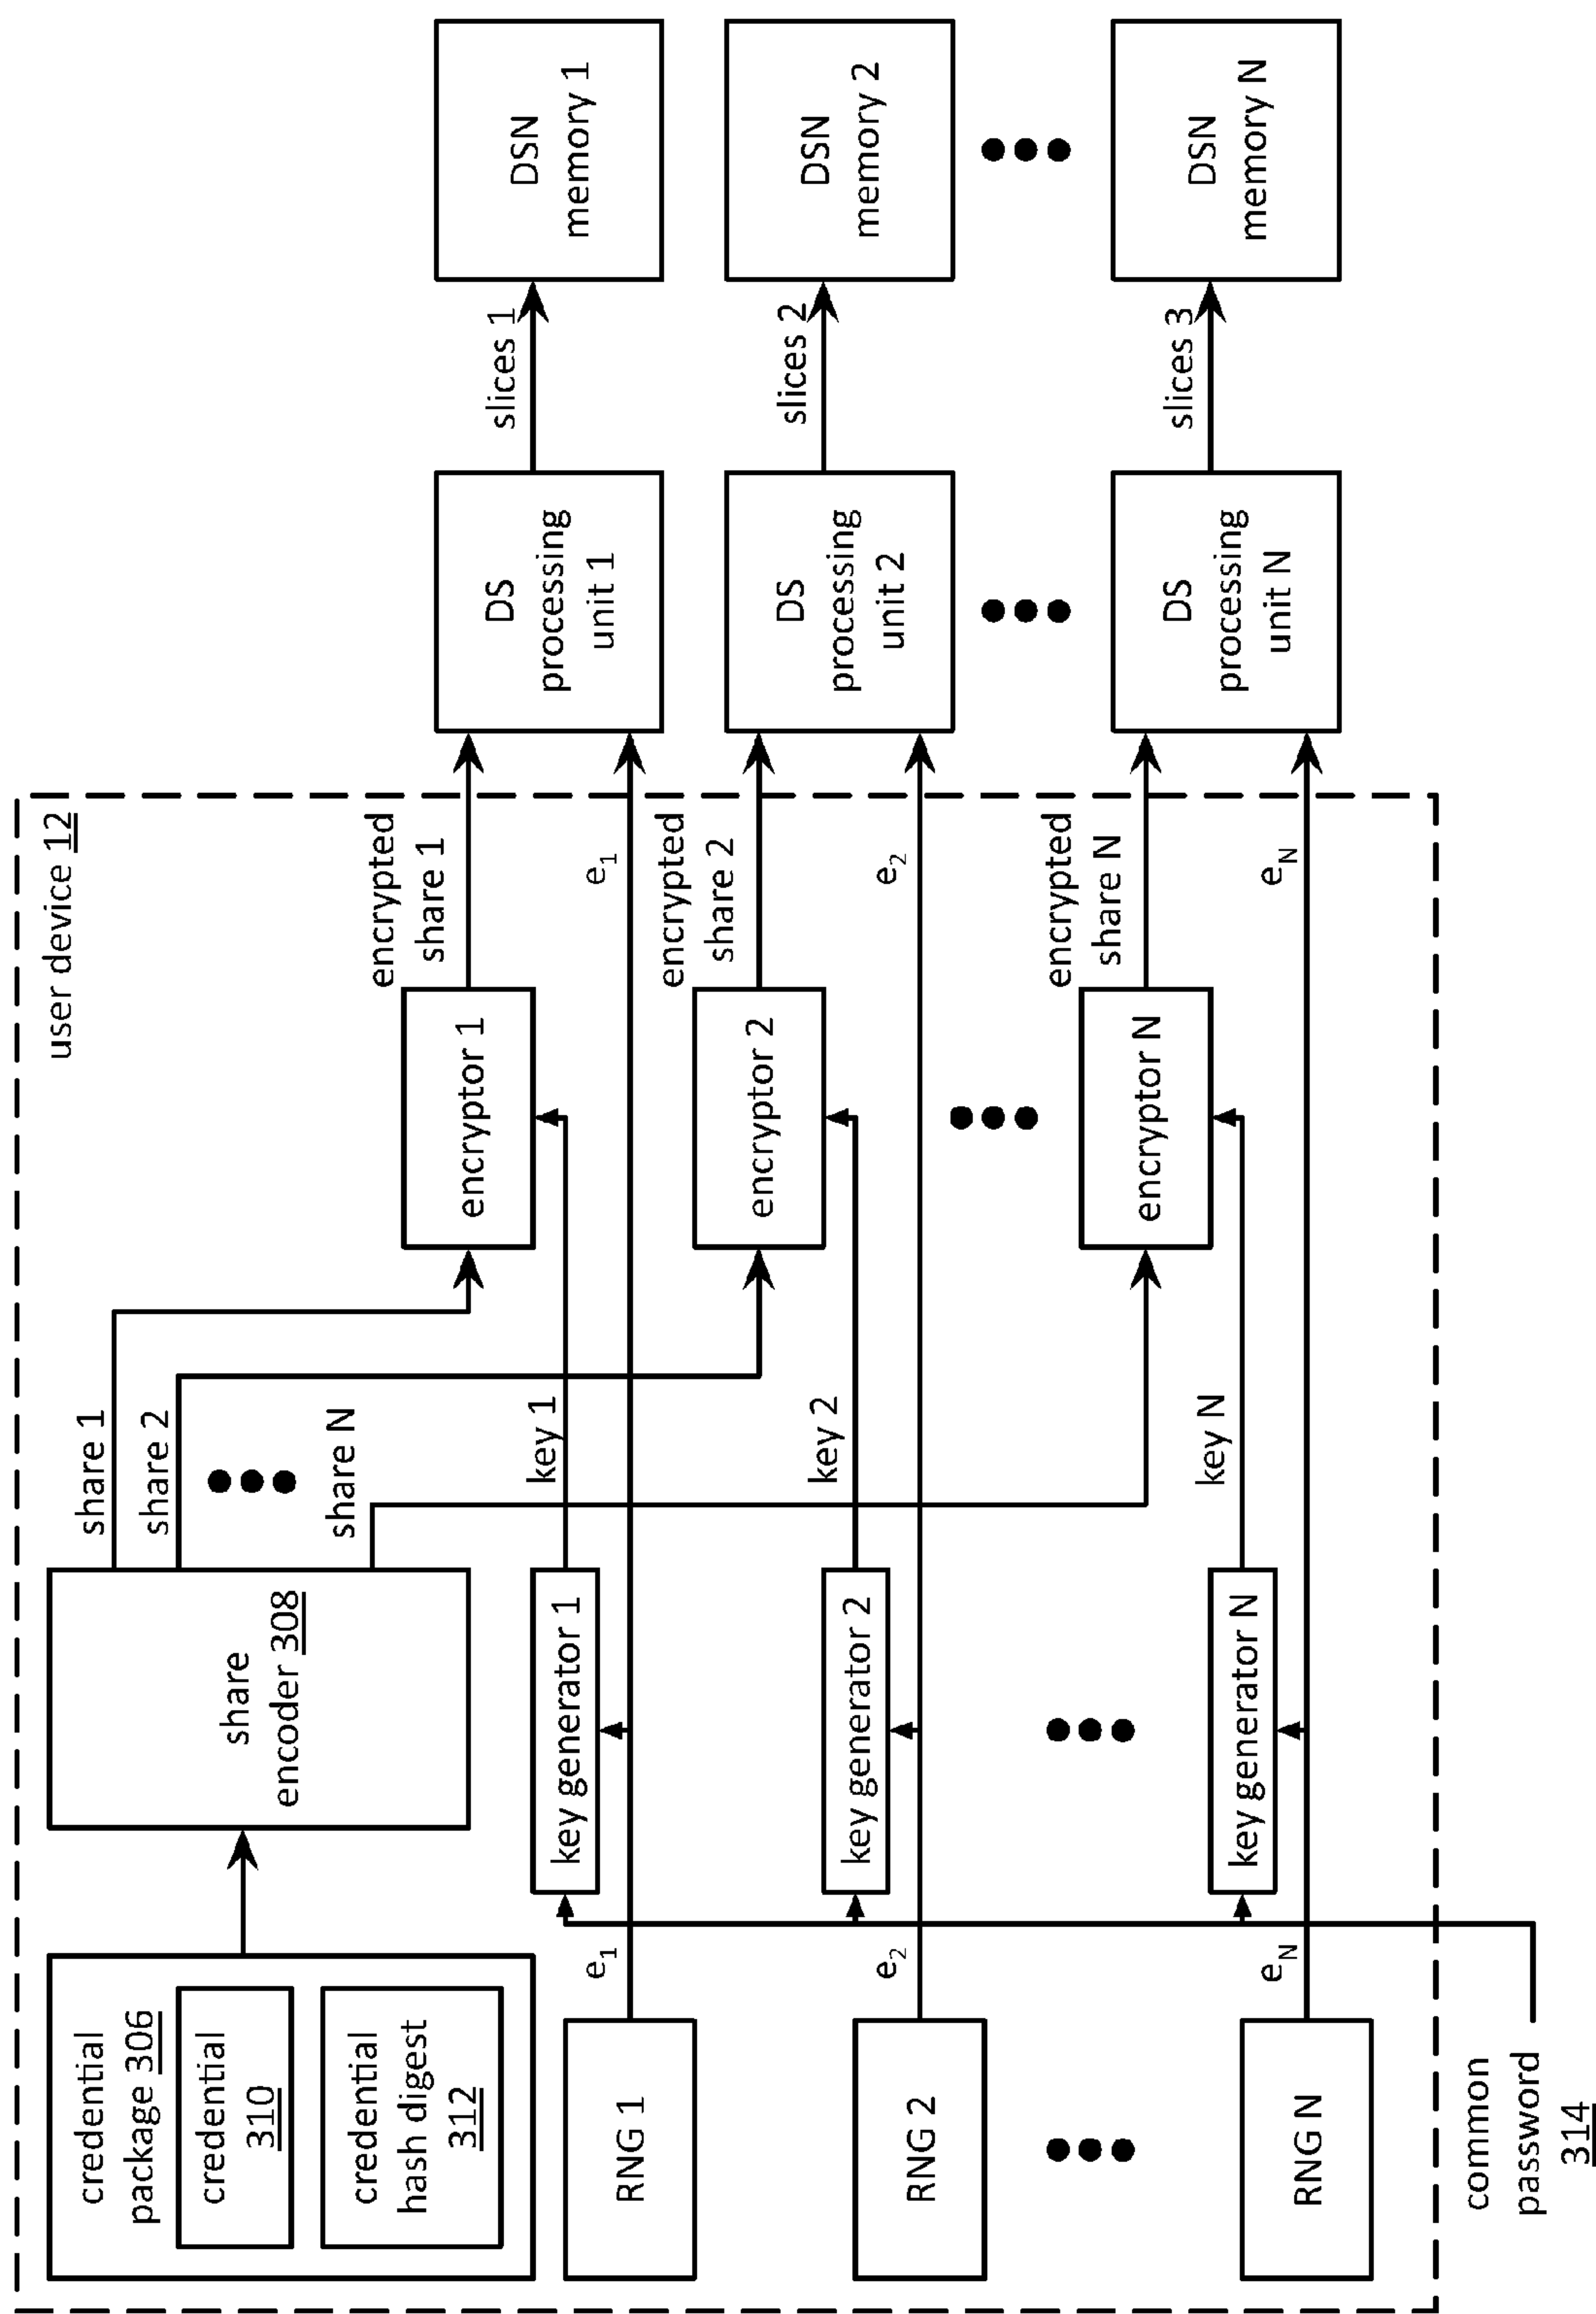 user device 12
credential
package 306
credential
310
credential
hash digest
312
share
encoder 308
share 1
share 2
share N
encryptor 1
encrypted
share 1
DS
processing
unit 1
slices 1
DSN
memory 1
RNG 1
e1
key generator 1
key 1
e1
encryptor 2
encrypted
share 2
DS
processing
unit 2
slices 2
DSN
memory 2
RNG 2
e2
key generator 2
key 2
e2
encryptor N
encrypted
share N
DS
processing
unit N
slices 3
DSN
memory N
RNG N
eN
key generator N
key N
eN
common
password
314